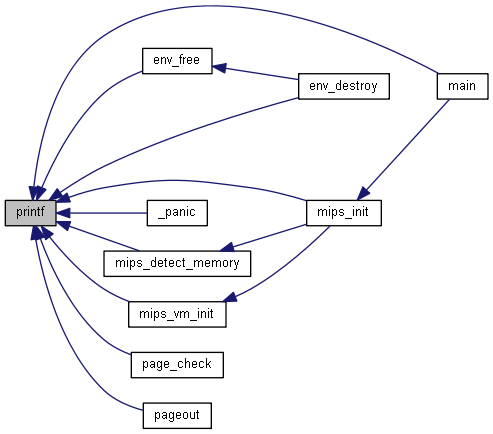 env_free
env_destroy
main
printf
_panic
mips_init
mips_detect_memory
mips_vm_init
page_check
pageout